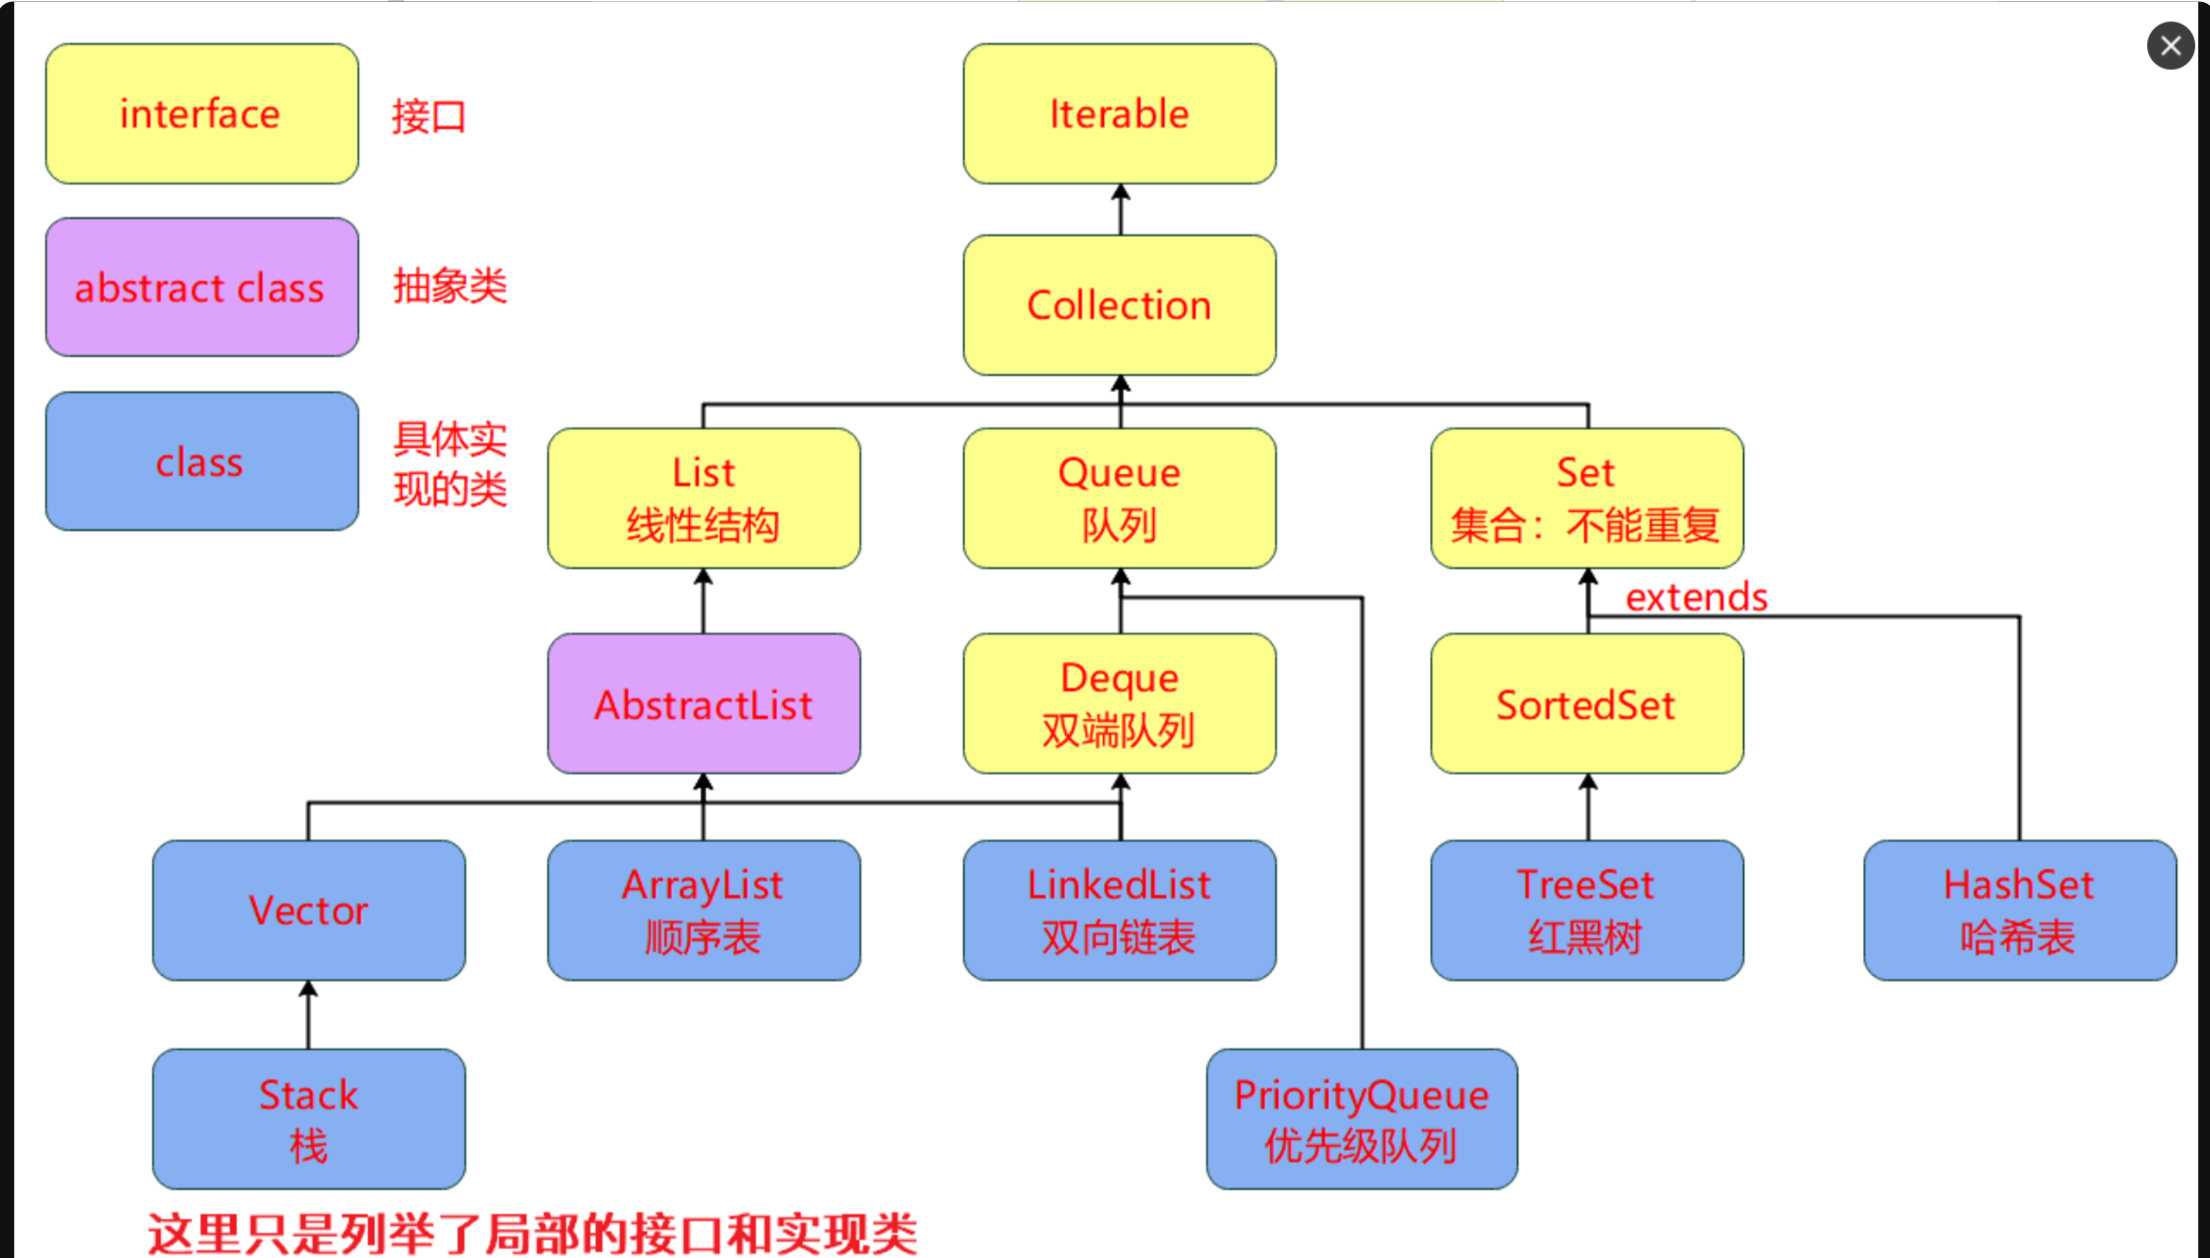 interface
接口
Iterable
abstract class
抽象类
Collection
class
具体实
现的类
List
线性结构
Queue
队列
Set
集合：不能重复
extends
AbstractList
Deque
双端队列
SortedSet
Vector
ArrayList
顺序表
LinkedList
双向链表
TreeSet
红黑树
HashSet
哈希表
Stack
栈
PriorityQueue
优先级队列
这里只是列举了局部的接口和实现类